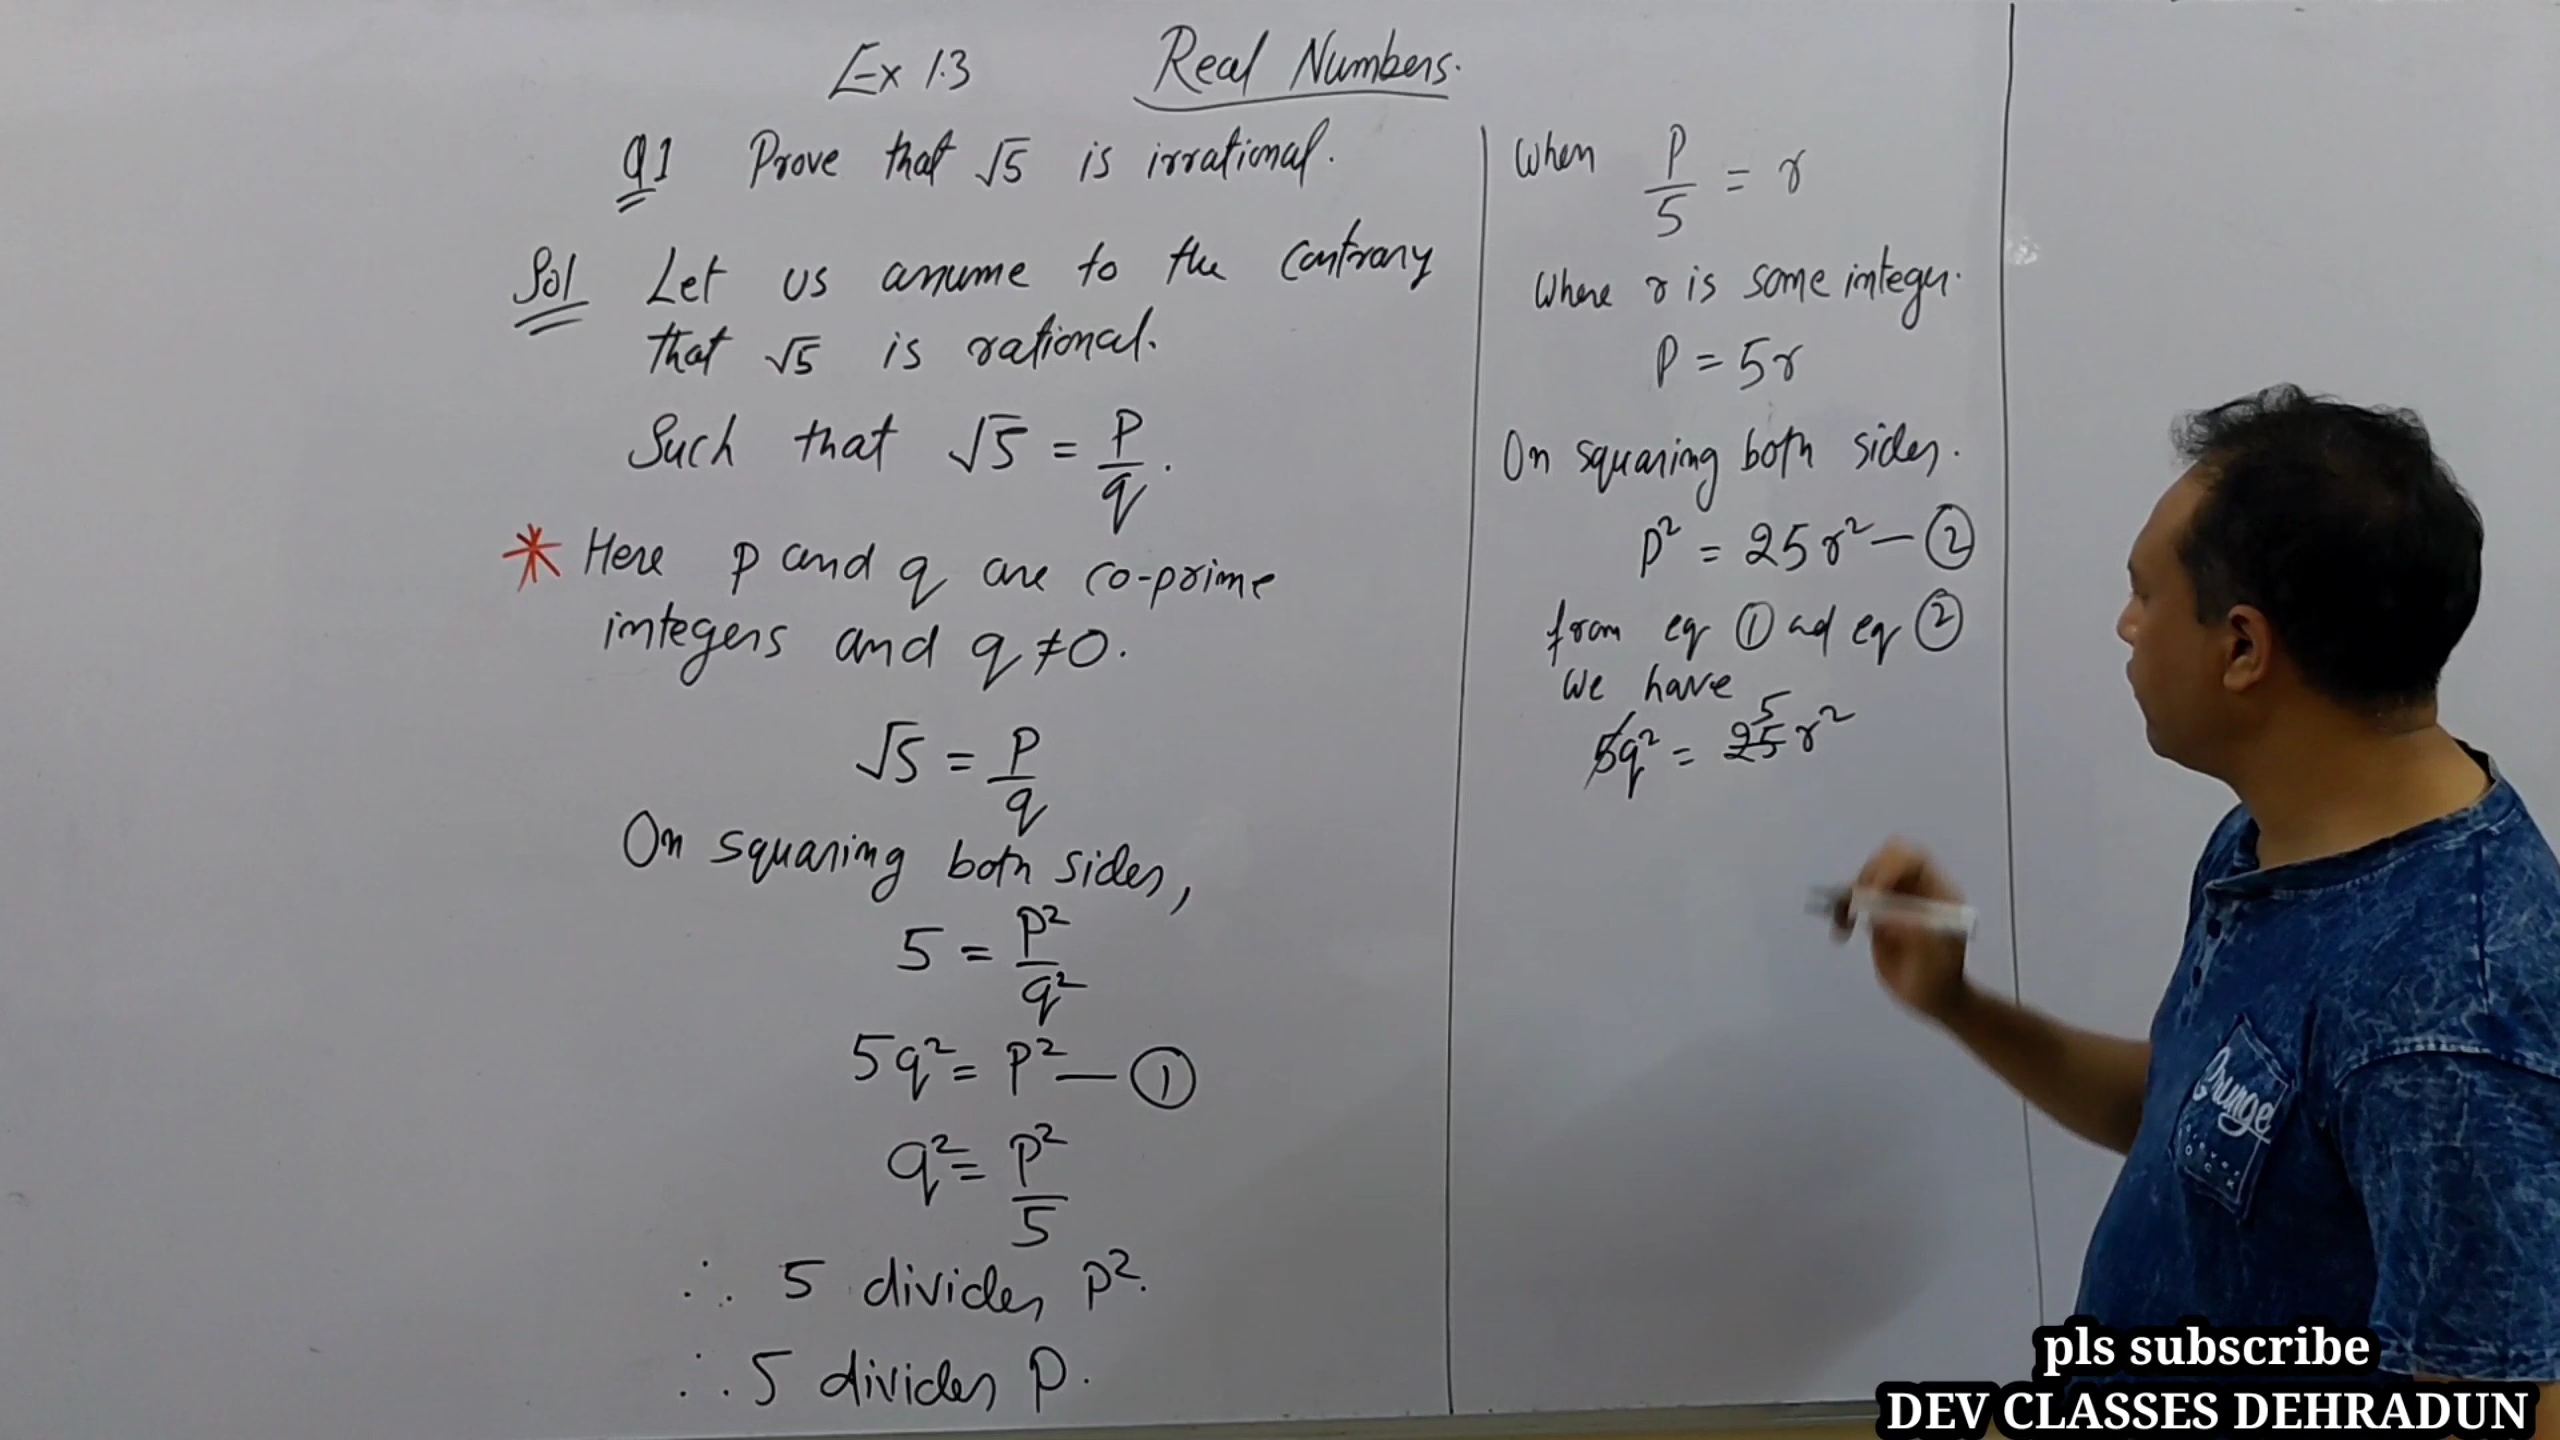 Ex 1.3 Real Numbers.
Q1 Prove that √5 is irrational.
Sol Let us assume to the contrary
that √5 is rational.
Such that √5 = P/q.
* Here p and q are co-prime
integers and q ≠ 0.
√5 = P/q
On squaring both sides,
5 = P²/q²
5q² = P² — ①
q² = P²/5
∴ 5 divides P².
∴ 5 divides P.
When P/5 = r
Where r is some integer.
P = 5r
On squaring both sides.
P² = 25r² — ②
from eq ① ad eq ②
we have
5
5q² = 25r²
Grunge
pls subscribe
DEV CLASSES DEHRADUN